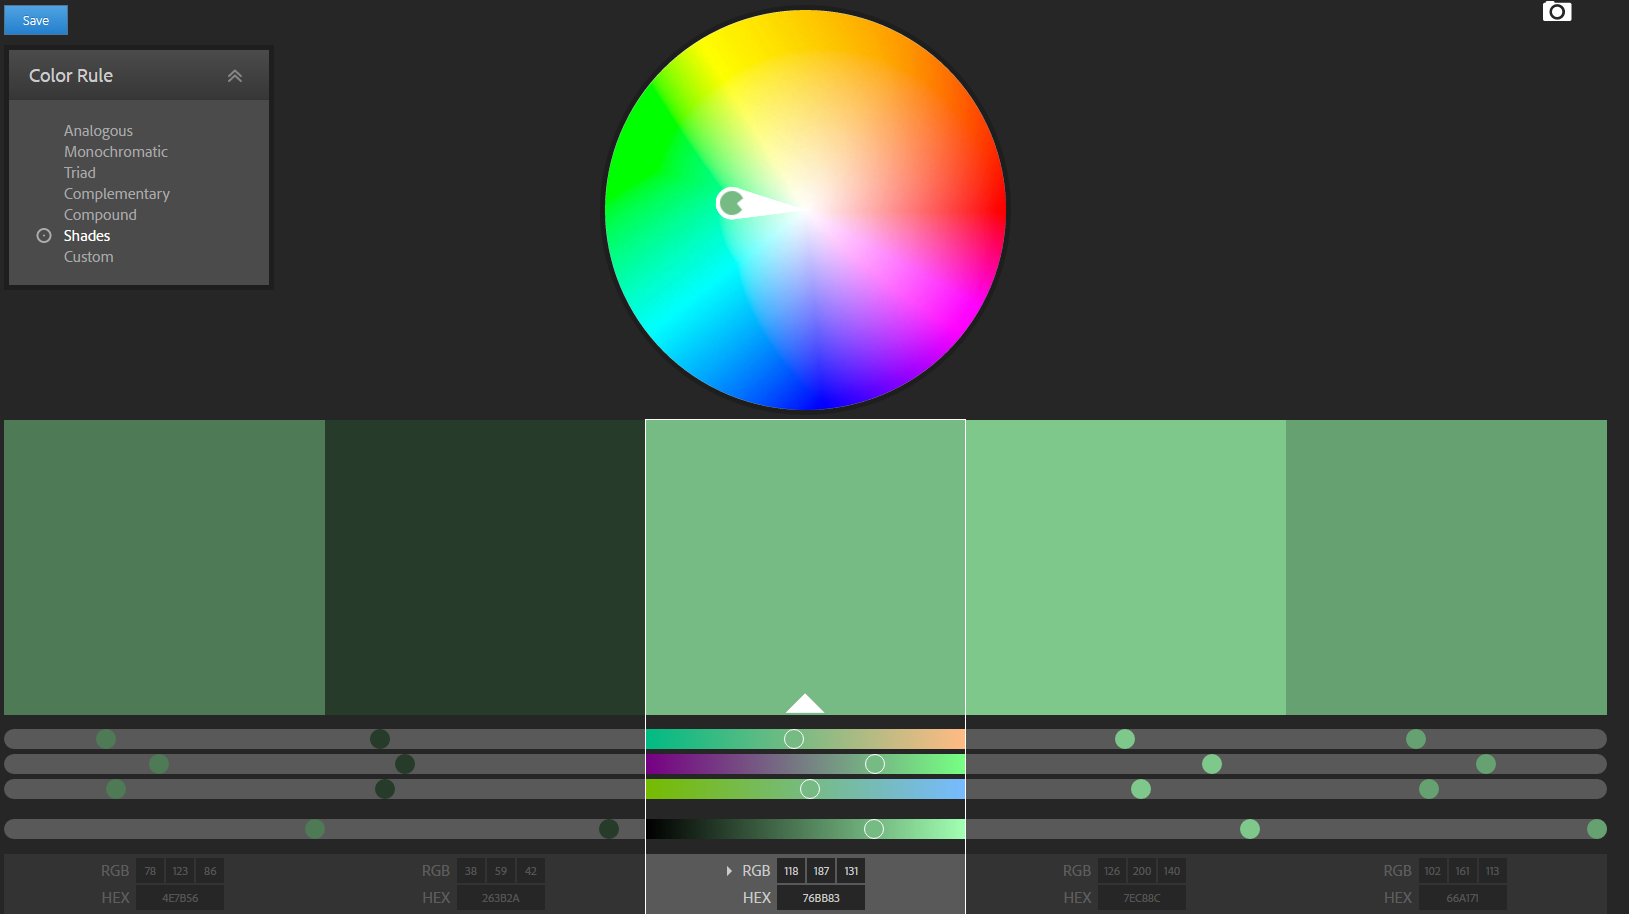 Save
Color Rule
Analogous
Monochromatic
Triad
Complementary
Compound
Shades
Custom
RGB 78 123 86
HEX 4E7B56
RGB 38 59 42
HEX 263B2A
RGB 118 187 131
HEX 76BB83
RGB 126 200 140
HEX 7EC88C
RGB 102 161 113
HEX 66A171